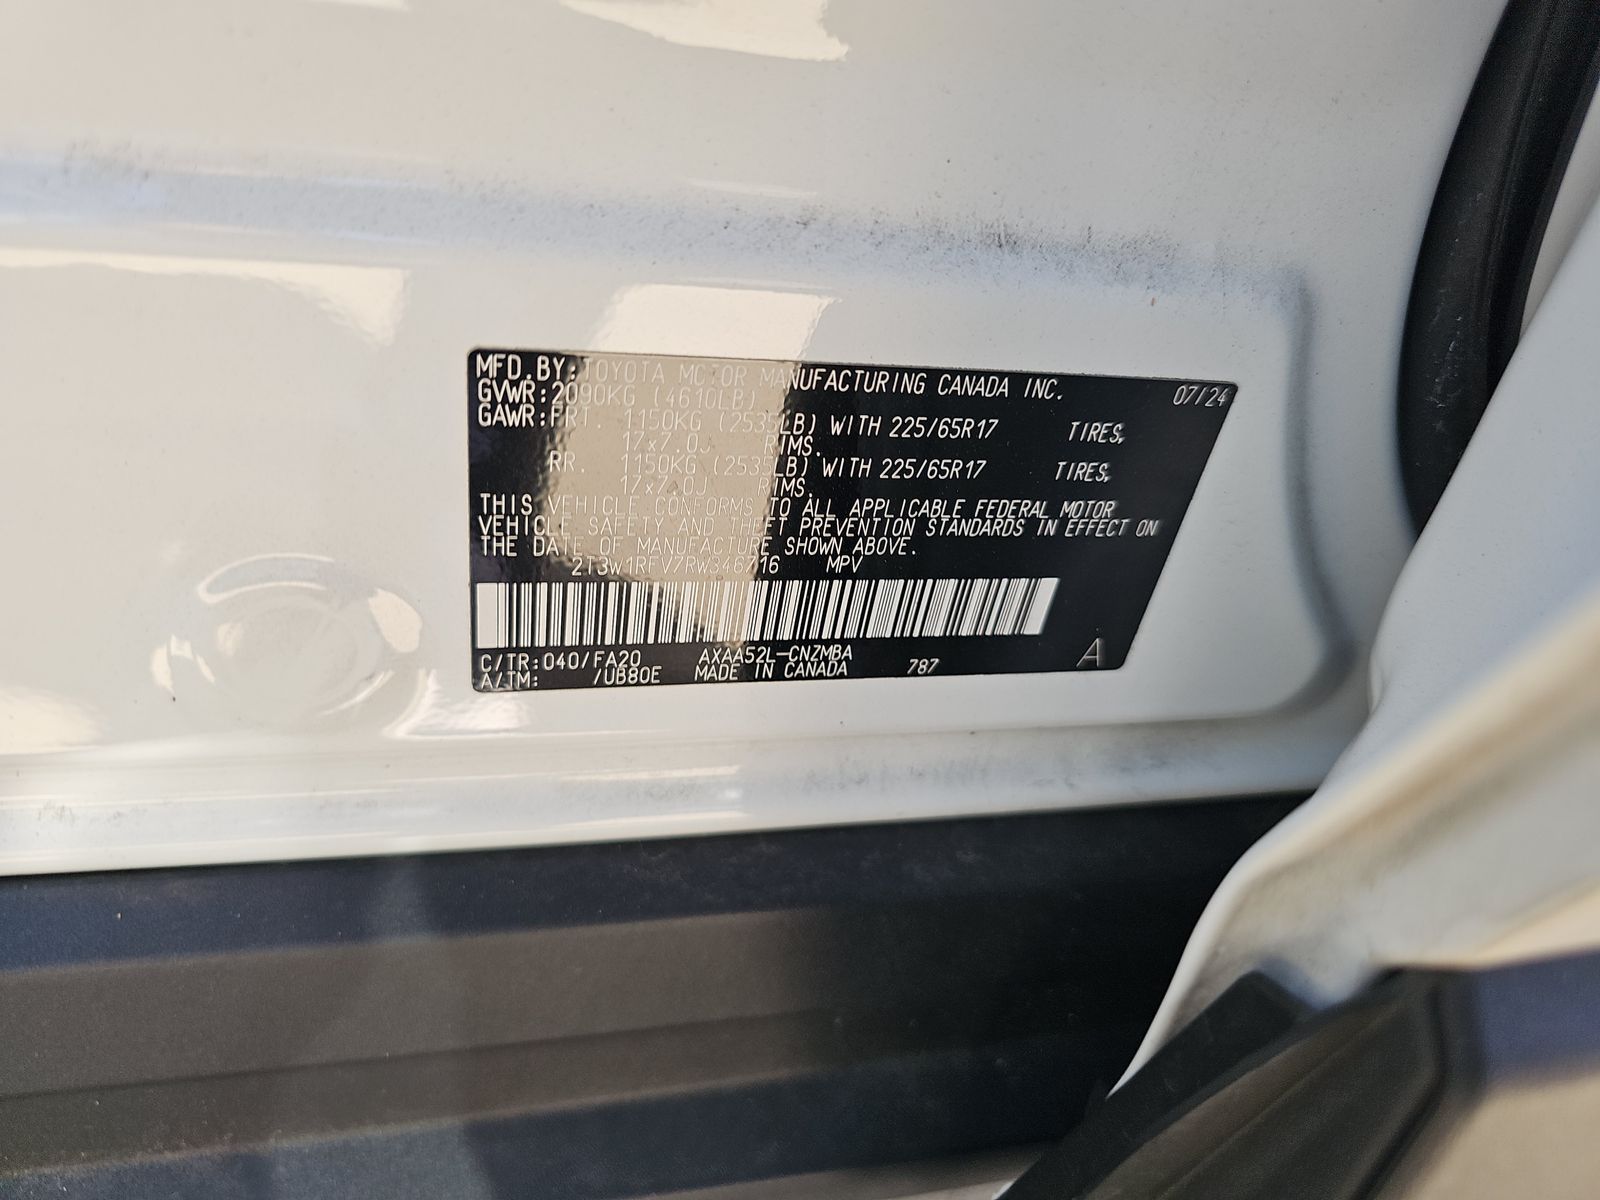 MFD.BY:TOYOTA MOTOR MANUFACTURING CANADA INC. 07/24
GVWR:2090KG (4610LB)
GAWR:FRT. 1150KG (2535LB) WITH 225/65R17 TIRES,
17x7.0J RIMS.
RR. 1150KG (2535LB) WITH 225/65R17 TIRES,
17x7.0J RIMS.
THIS VEHICLE CONFORMS TO ALL APPLICABLE FEDERAL MOTOR
VEHICLE SAFETY AND THEFT PREVENTION STANDARDS IN EFFECT ON
THE DATE OF MANUFACTURE SHOWN ABOVE.
2T3W1RFV7RW346716 MPV
C/TR:040/FA20 AXAA52L-CNZMBA
A/TM: /UB80E MADE IN CANADA 787
A